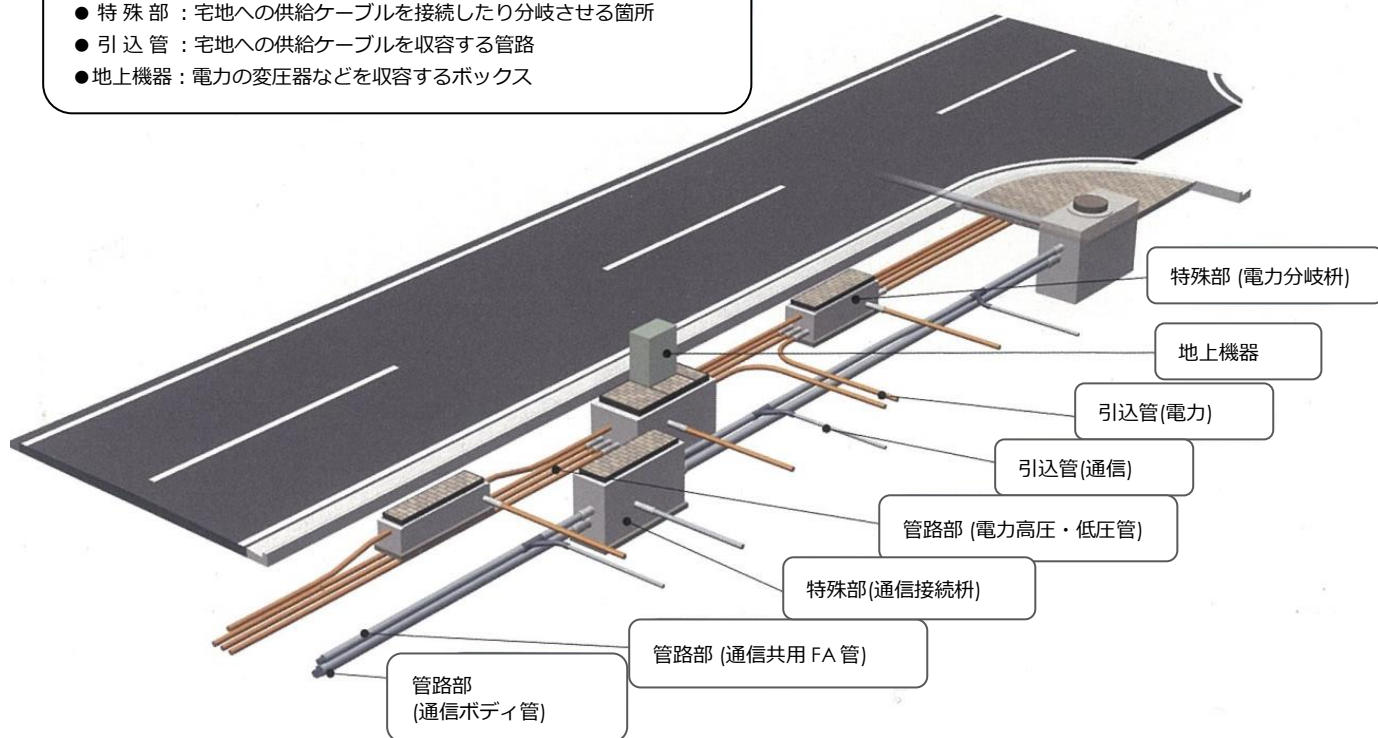 ● 特 殊 部 : 宅地への供給ケーブルを接続したり分岐させる箇所
● 引 込 管 : 宅地への供給ケーブルを収容する管路
●地上機器 : 電力の変圧器などを収容するボックス
特殊部 (電力分岐枡)
地上機器
引込管(電力)
引込管(通信)
管路部 (電力高圧・低圧管)
特殊部(通信接続枡)
管路部 (通信共用 FA 管)
管路部
(通信ボディ管)